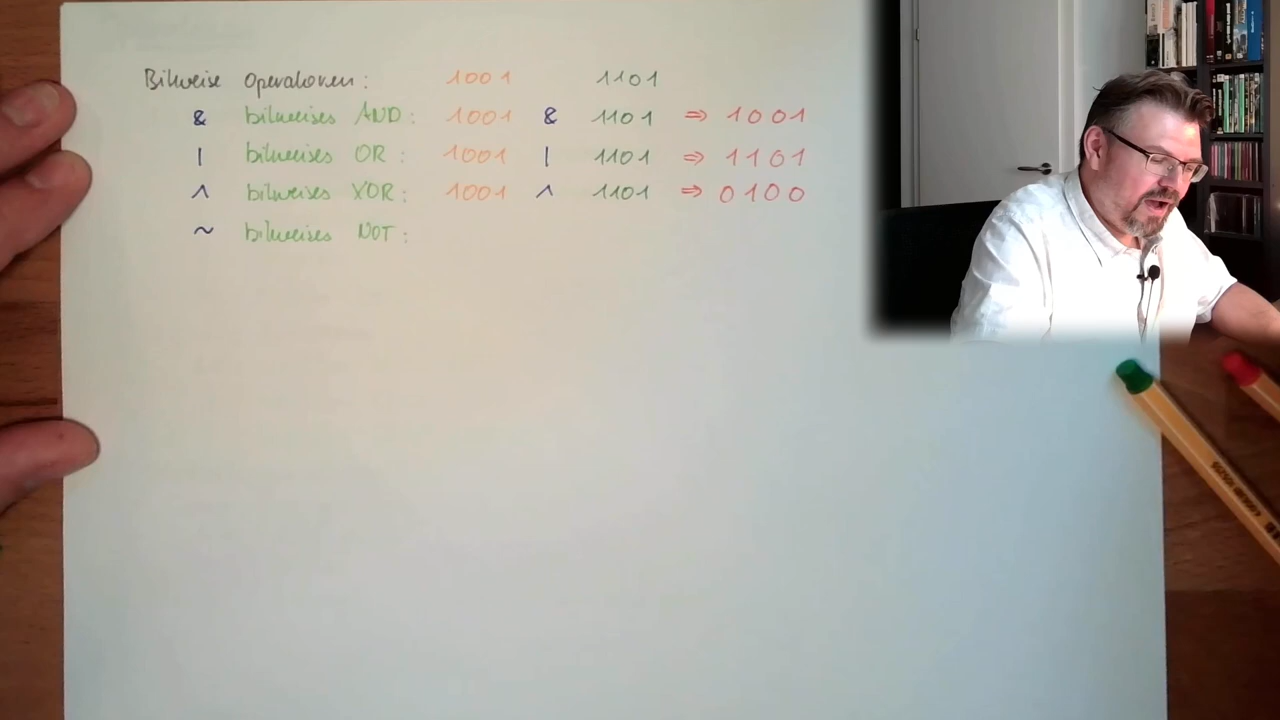 Bitweise Operatoren: 1001 1101
& bitweises AND: 1001 & 1101 ⇒ 1001
| bitweises OR: 1001 | 1101 ⇒ 1101
^ bitweises XOR: 1001 ^ 1101 ⇒ 0100
~ bitweises NOT: